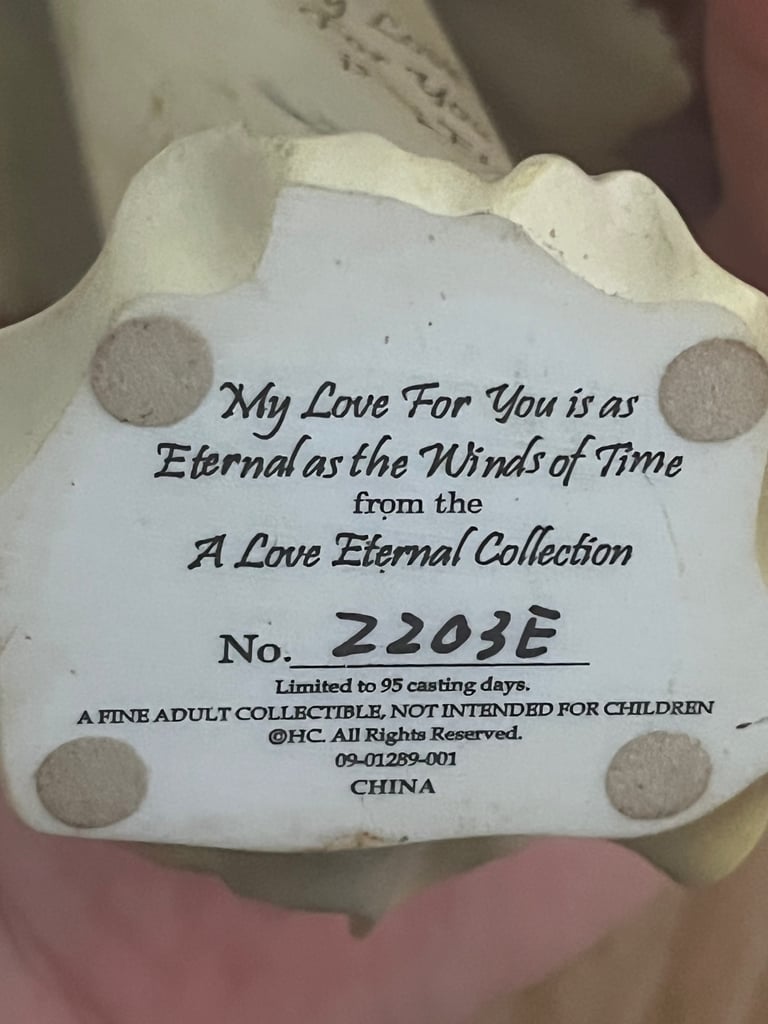 My Love For You is as
Eternal as the Winds of Time
from the
A Love Eternal Collection
No. 2203E
Limited to 95 casting days.
A FINE ADULT COLLECTIBLE, NOT INTENDED FOR CHILDREN
©HC. All Rights Reserved.
09-01289-001
CHINA